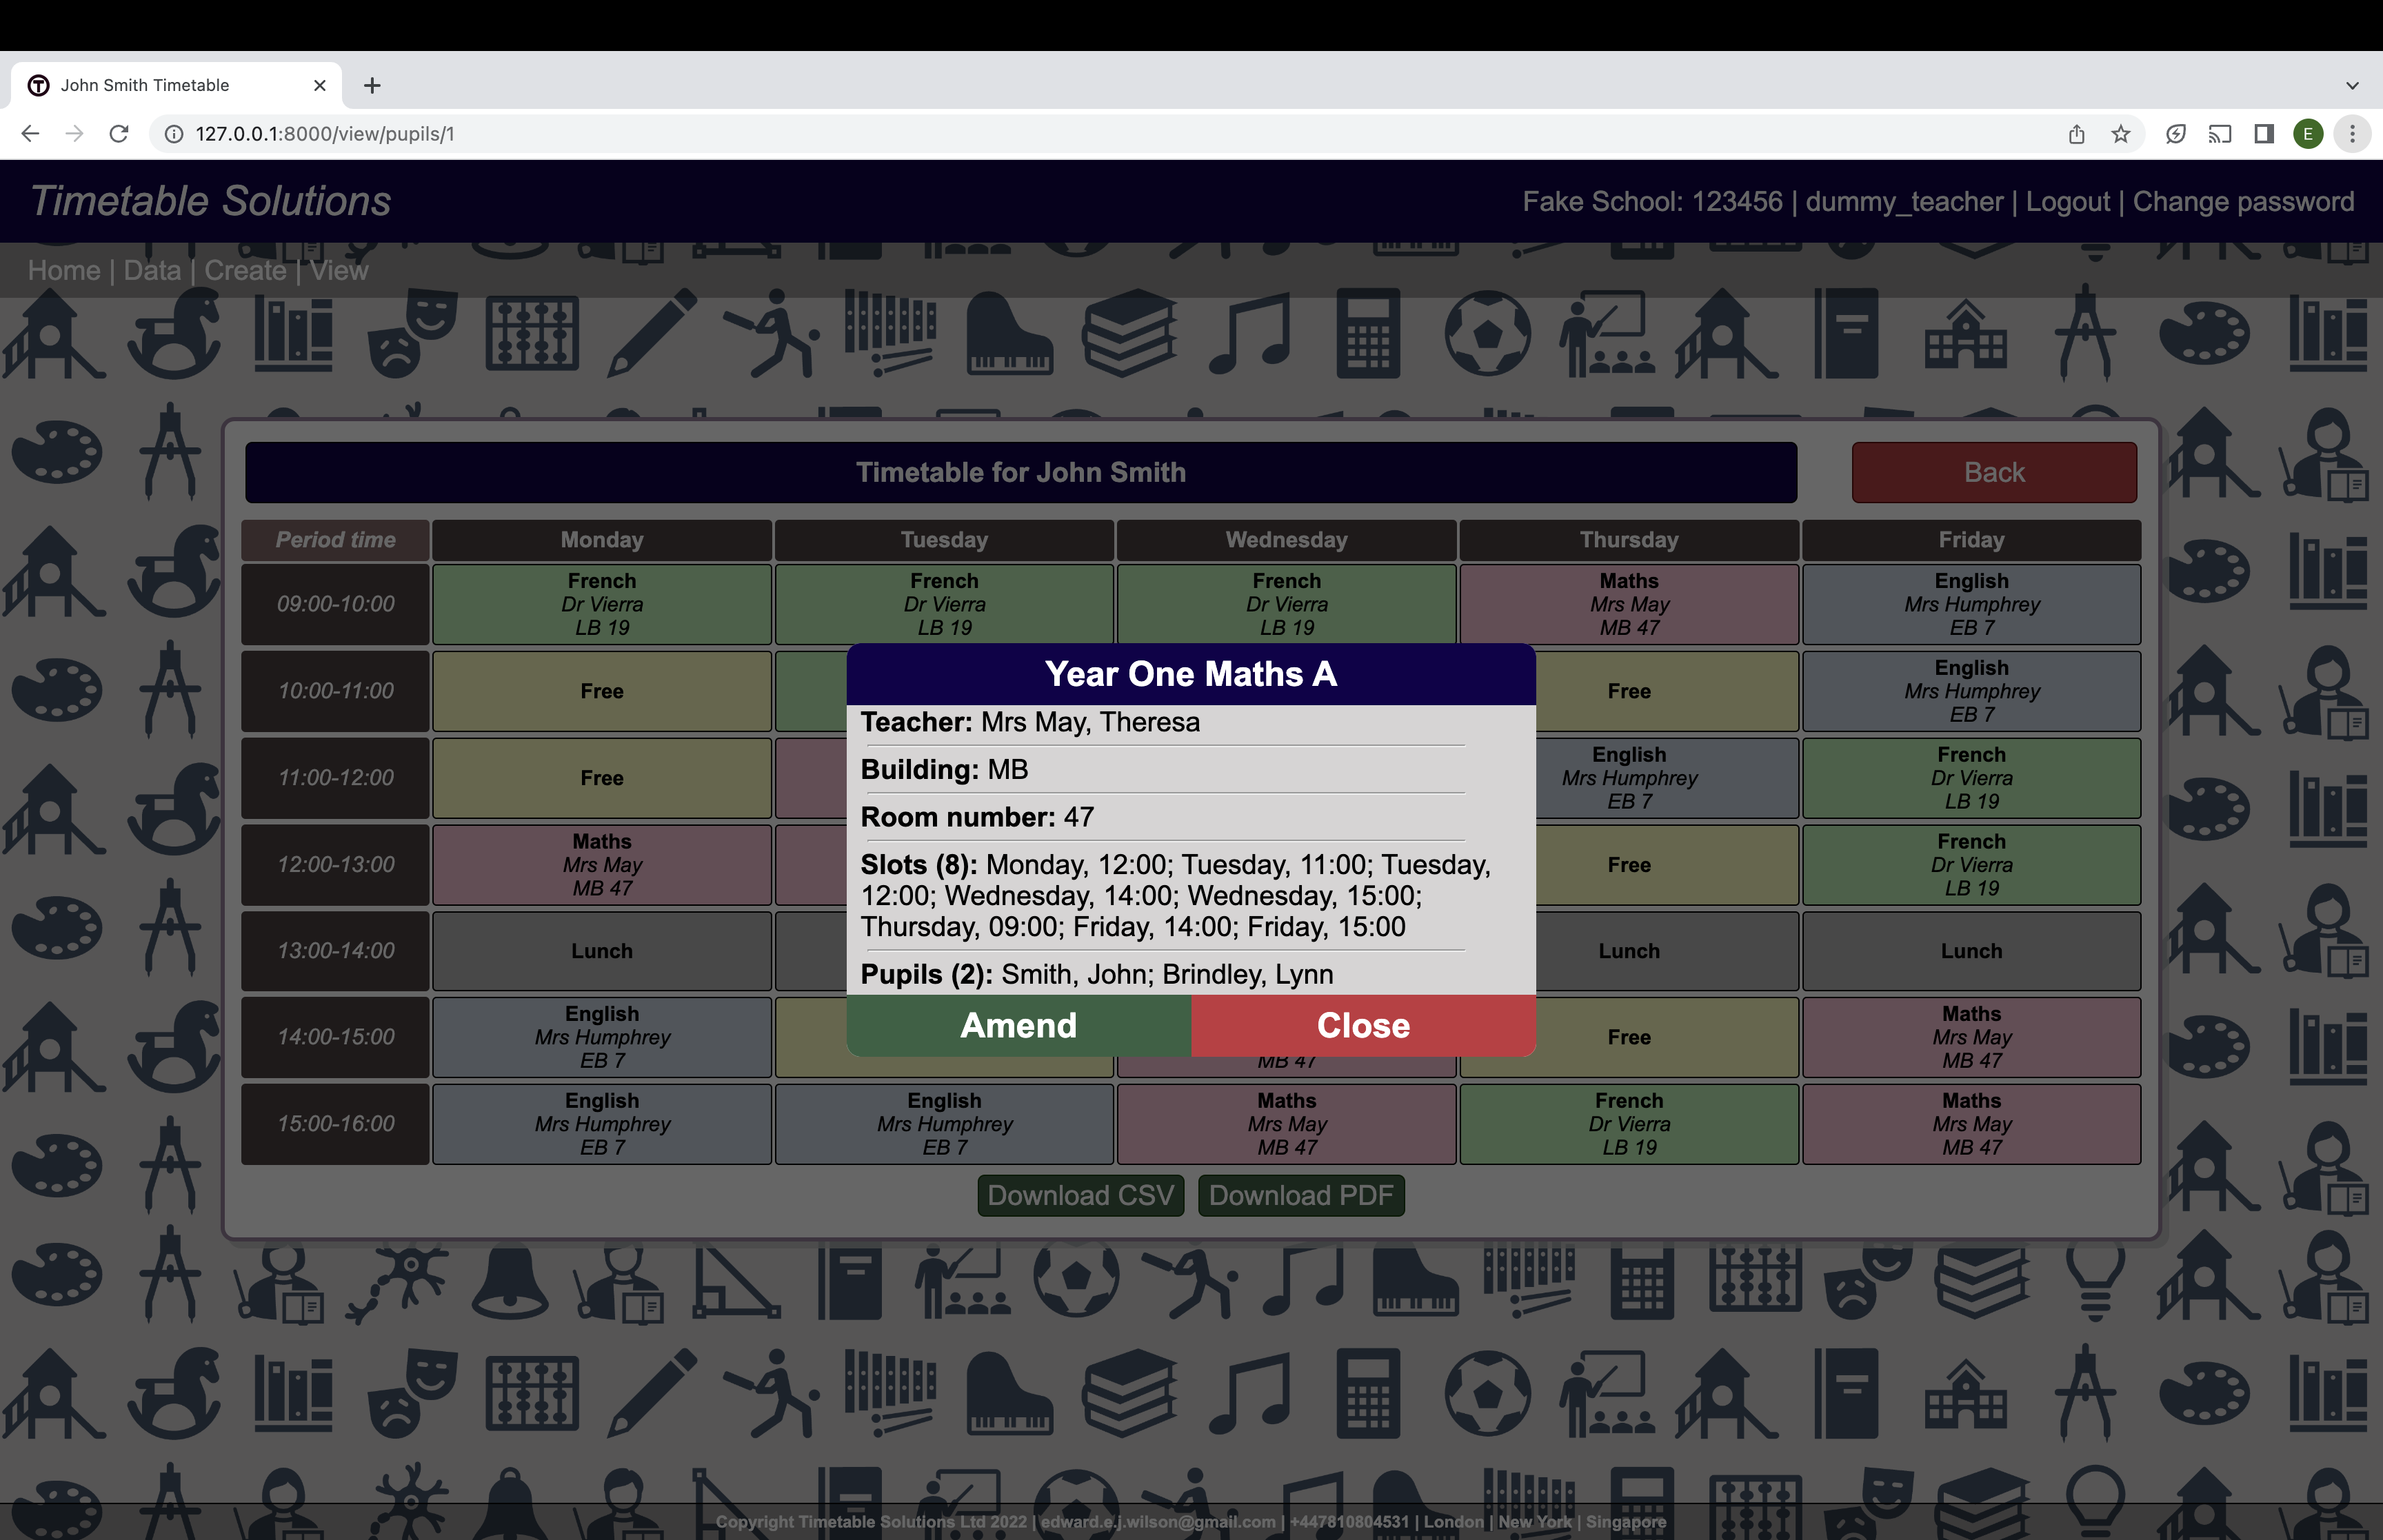 John Smith Timetable
127.0.0.1:8000/view/pupils/1
E
Timetable Solutions
Fake School: 123456 | dummy_teacher | Logout | Change password
Home | Data | Create | View
Timetable for John Smith
Back
Period time Monday Tuesday Wednesday Thursday Friday
French French French Maths English
09:00-10:00 Dr Vierra Dr Vierra Dr Vierra Mrs May Mrs Humphrey
LB 19 LB 19 LB 19 MB 47 EB 7
English
10:00-11:00 Free Free Mrs Humphrey
EB 7
English French
11:00-12:00 Free Mrs Humphrey Dr Vierra
EB 7 LB 19
Maths French
12:00-13:00 Mrs May Free Dr Vierra
MB 47 LB 19
13:00-14:00 Lunch Lunch Lunch
English Maths
14:00-15:00 Mrs Humphrey Free Mrs May
EB 7 MB 47 MB 47
English English Maths French Maths
15:00-16:00 Mrs Humphrey Mrs Humphrey Mrs May Dr Vierra Mrs May
EB 7 EB 7 MB 47 LB 19 MB 47
Year One Maths A
Teacher: Mrs May, Theresa
Building: MB
Room number: 47
Slots (8): Monday, 12:00; Tuesday, 11:00; Tuesday,
12:00; Wednesday, 14:00; Wednesday, 15:00;
Thursday, 09:00; Friday, 14:00; Friday, 15:00
Pupils (2): Smith, John; Brindley, Lynn
Amend Close
Download CSV Download PDF
Copyright Timetable Solutions Ltd 2022 | edward.e.j.wilson@gmail.com | +447810804531 | London | New York | Singapore